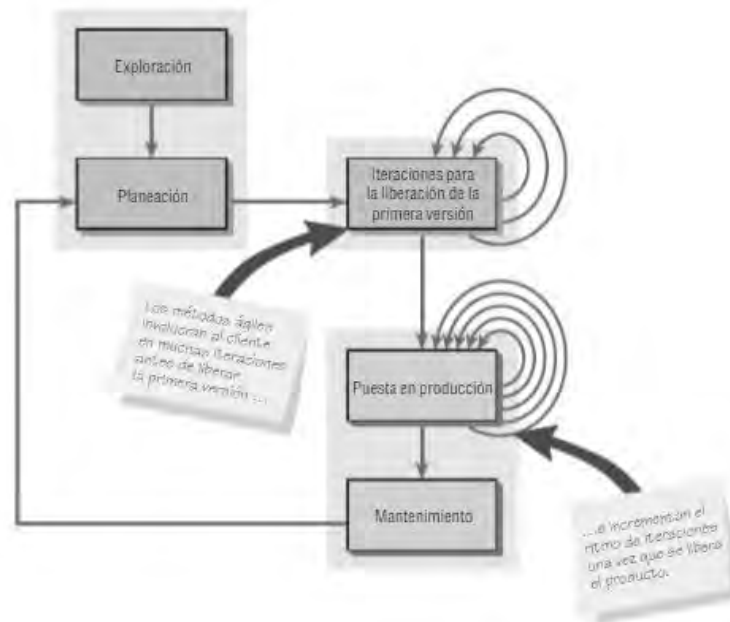 Exploración
Planeación
Iteraciones para
la liberación de la
primera versión
Los métodos ágiles
involucran al cliente
en muchas iteraciones
antes de liberar
la primera versión ...
Puesta en producción
Mantenimiento
...e incrementan el
ritmo de iteraciones
una vez que se libera
el producto.